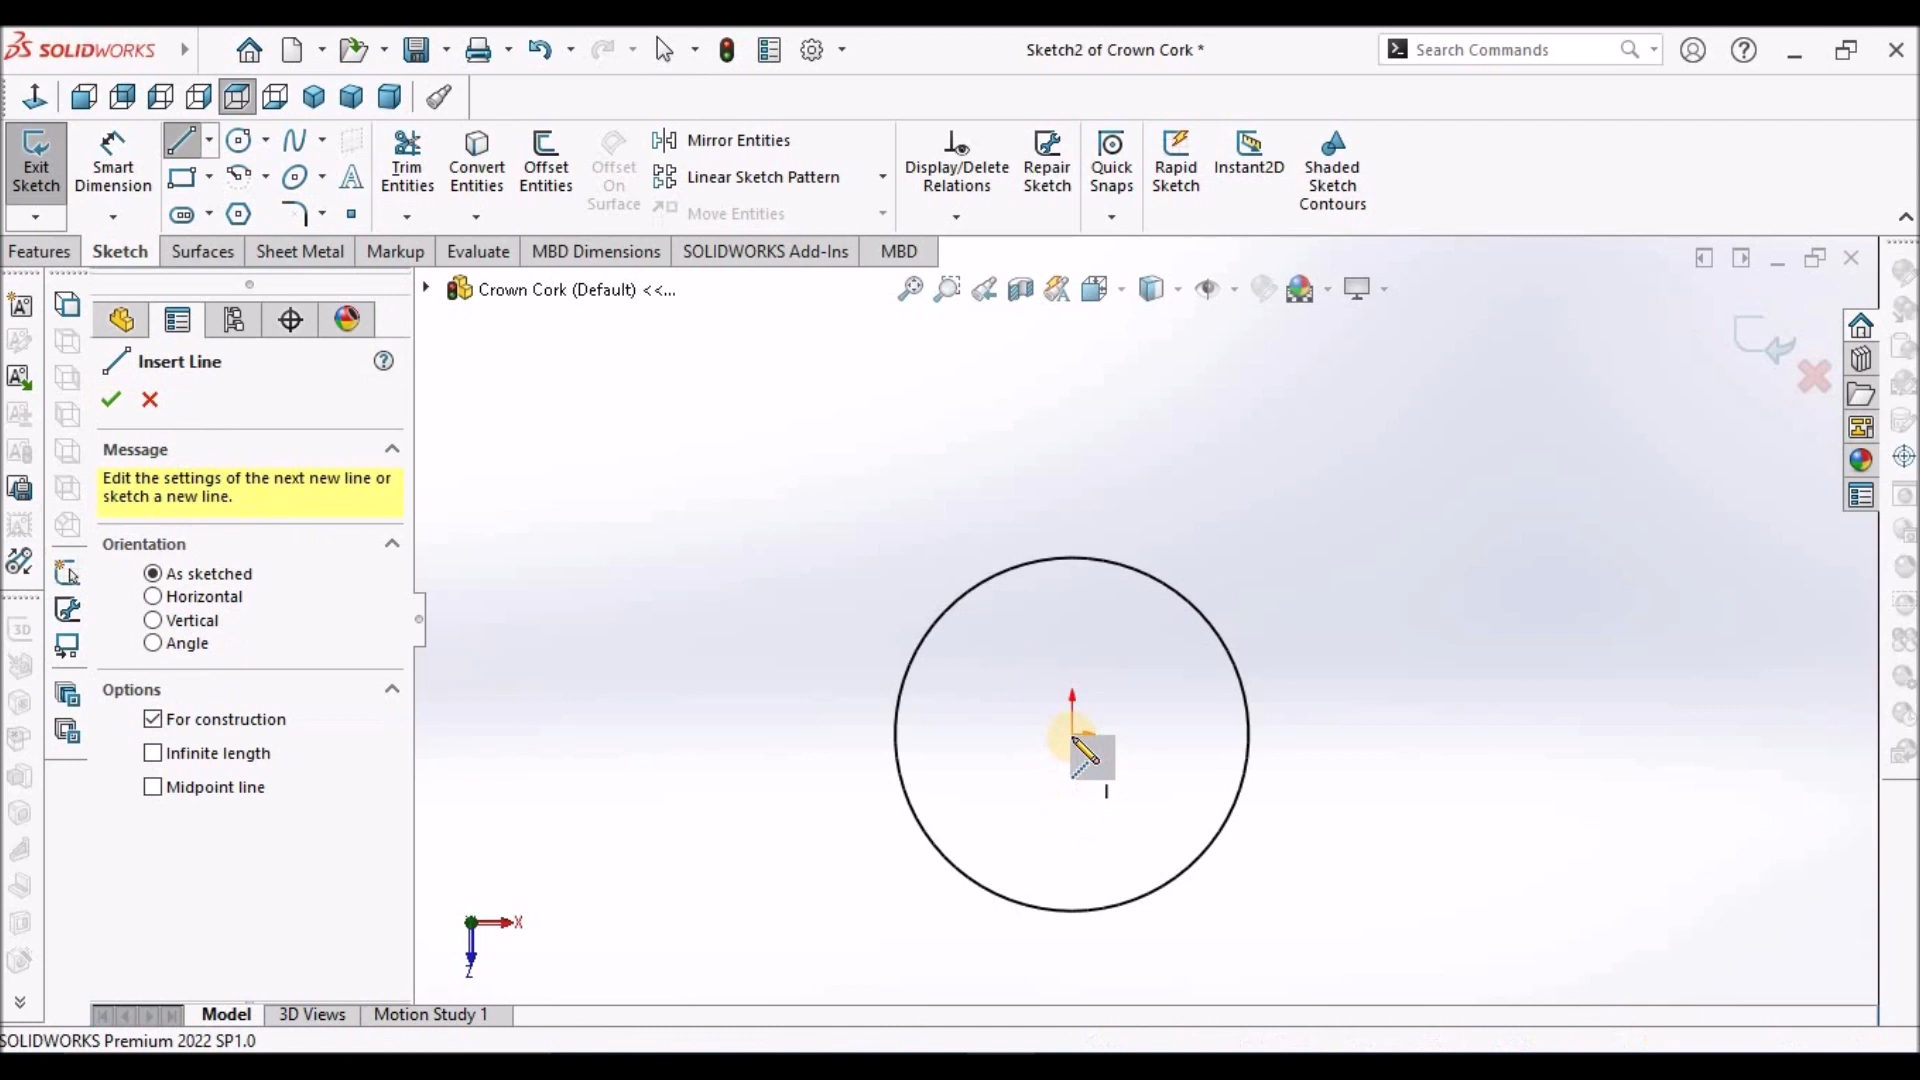 SOLIDWORKS
Sketch2 of Crown Cork *
Search Commands
Exit Sketch
Smart Dimension
Trim Entities
Convert Entities
Offset Entities
Offset On Surface
Mirror Entities
Linear Sketch Pattern
Move Entities
Display/Delete Relations
Repair Sketch
Quick Snaps
Rapid Sketch
Instant2D
Shaded Sketch Contours
Features
Sketch
Surfaces
Sheet Metal
Markup
Evaluate
MBD Dimensions
SOLIDWORKS Add-Ins
MBD
Crown Cork (Default) <<...
Insert Line
Message
Edit the settings of the next new line or
sketch a new line.
Orientation
As sketched
Horizontal
Vertical
Angle
Options
For construction
Infinite length
Midpoint line
3D
X
Z
Model
3D Views
Motion Study 1
SOLIDWORKS Premium 2022 SP1.0